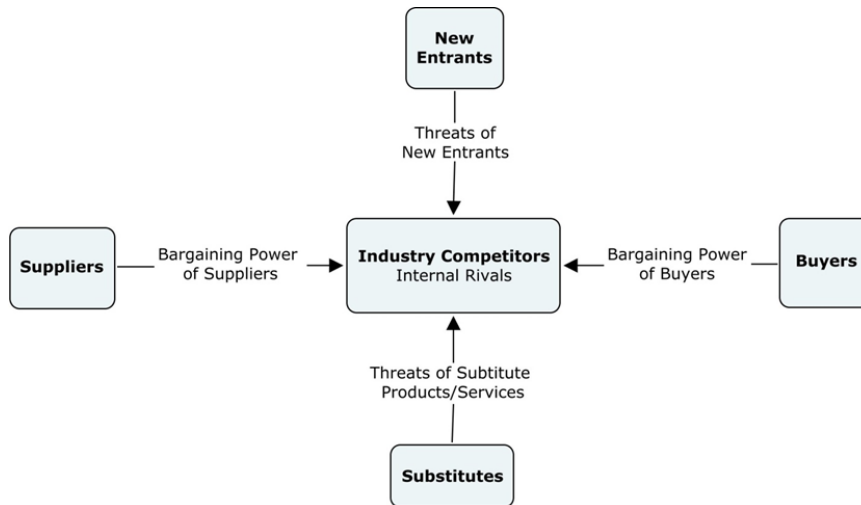 New
Entrants
Threats of
New Entrants
Suppliers
Bargaining Power
of Suppliers
Industry Competitors
Internal Rivals
Bargaining Power
of Buyers
Buyers
Threats of Subtitute
Products/Services
Substitutes